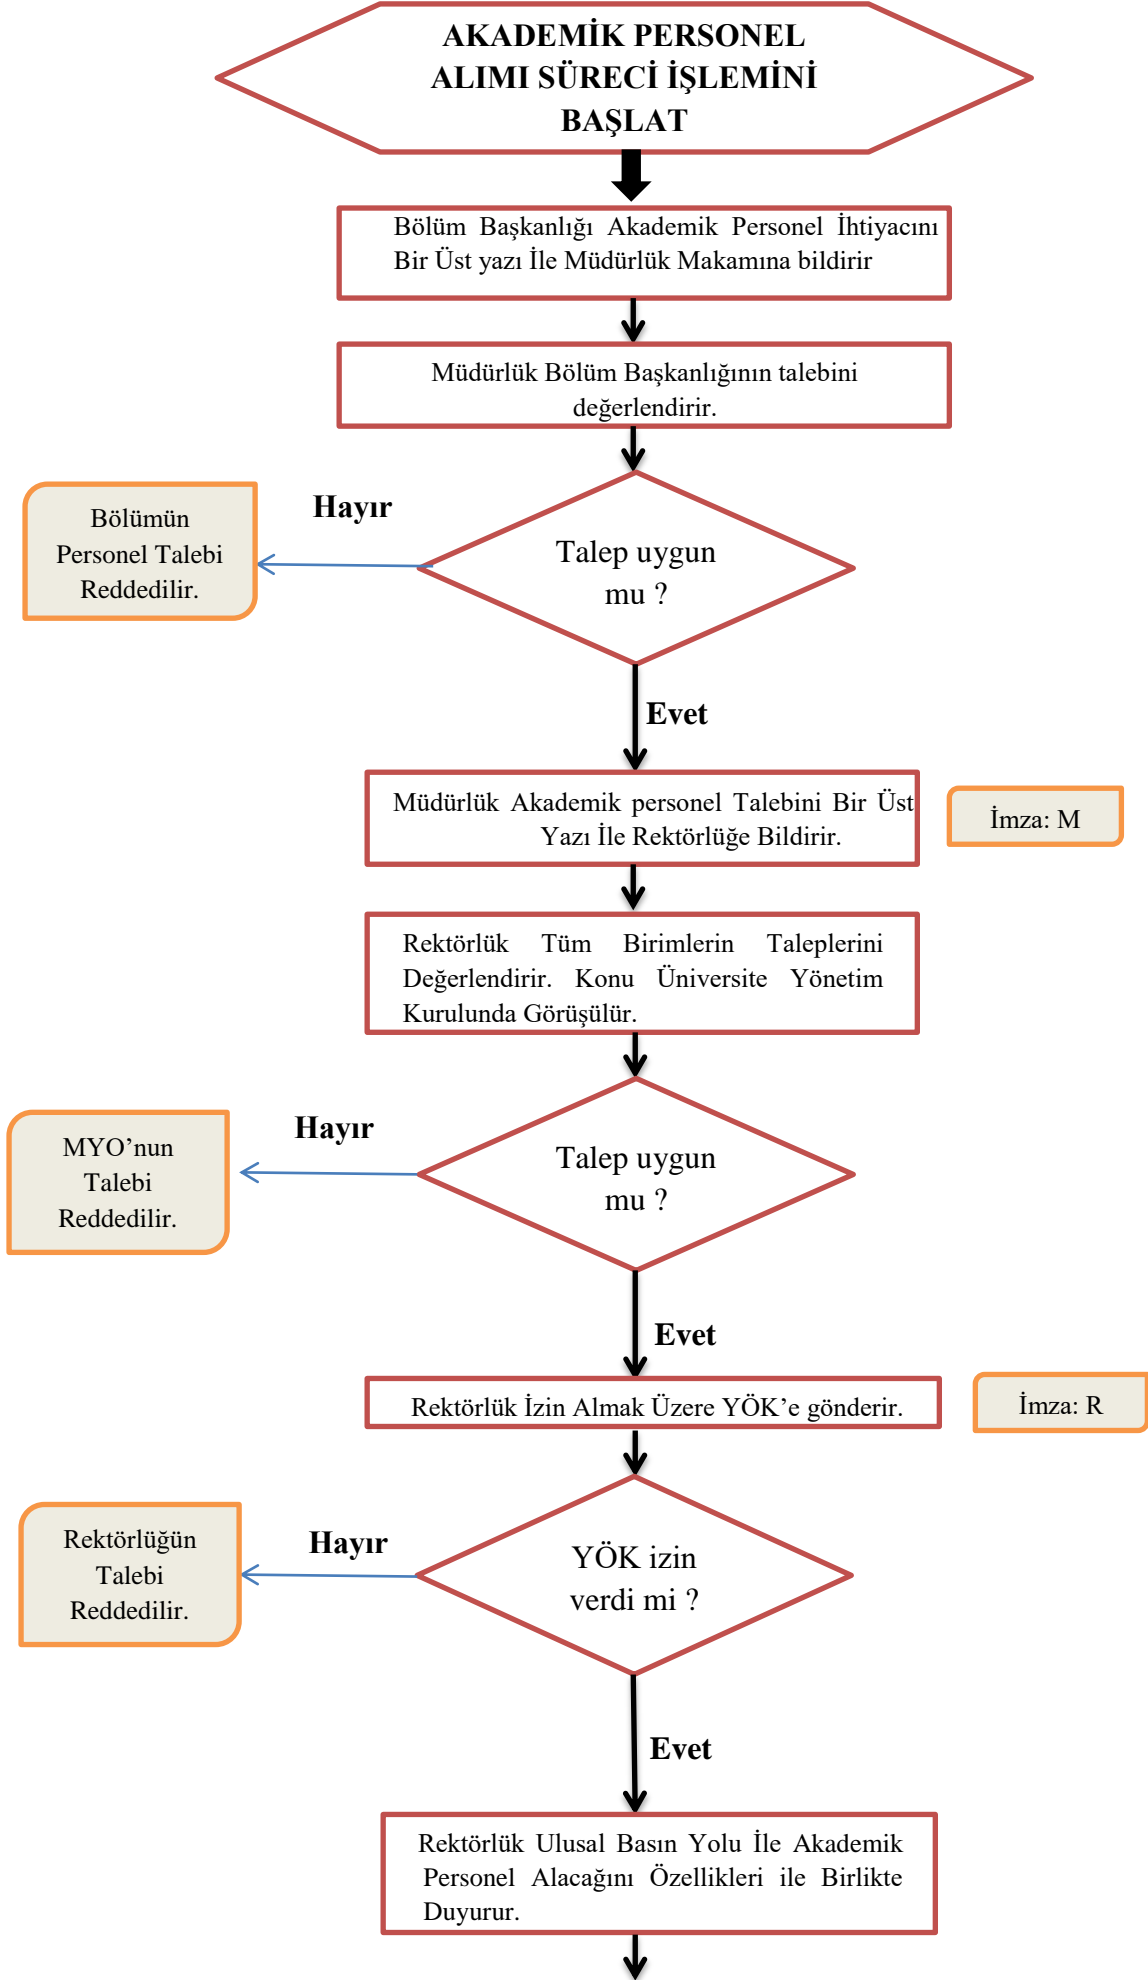 AKADEMİK PERSONEL
ALIMI SÜRECİ İŞLEMİNİ
BAŞLAT
Bölüm Başkanlığı Akademik Personel İhtiyacını
Bir Üst yazı İle Müdürlük Makamına bildirir
Müdürlük Bölüm Başkanlığının talebini
değerlendirir.
Hayır
Bölümün
Personel Talebi
Reddedilir.
Talep uygun
mu ?
Evet
Müdürlük Akademik personel Talebini Bir Üst
Yazı İle Rektörlüğe Bildirir.
İmza: M
Rektörlük Tüm Birimlerin Taleplerini
Değerlendirir. Konu Üniversite Yönetim
Kurulunda Görüşülür.
Hayır
MYO’nun
Talebi
Reddedilir.
Talep uygun
mu ?
Evet
Rektörlük İzin Almak Üzere YÖK’e gönderir.
İmza: R
Hayır
Rektörlüğün
Talebi
Reddedilir.
YÖK izin
verdi mi ?
Evet
Rektörlük Ulusal Basın Yolu İle Akademik
Personel Alacağını Özellikleri ile Birlikte
Duyurur.